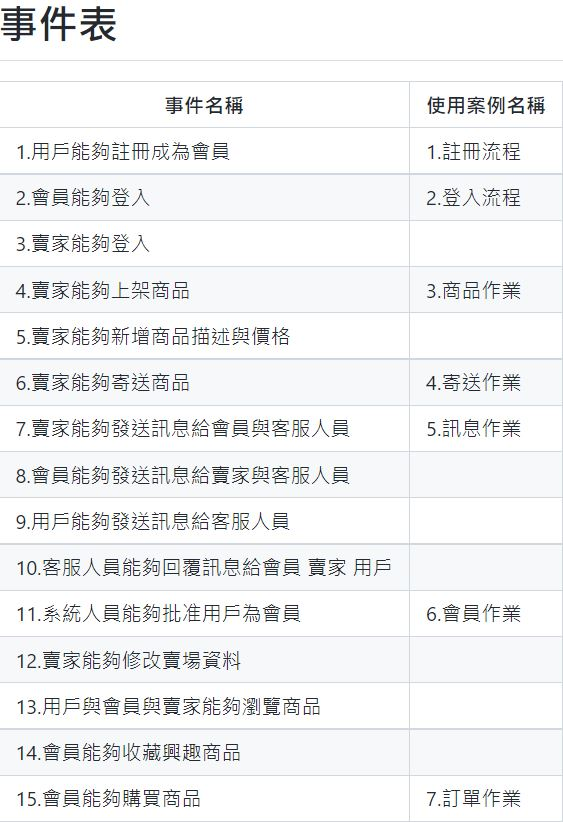 事件表
事件名稱 使用案例名稱
1.用戶能夠註冊成為會員 1.註冊流程
2.會員能夠登入 2.登入流程
3.賣家能夠登入
4.賣家能夠上架商品 3.商品作業
5.賣家能夠新增商品描述與價格
6.賣家能夠寄送商品 4.寄送作業
7.賣家能夠發送訊息給會員與客服人員 5.訊息作業
8.會員能夠發送訊息給賣家與客服人員
9.用戶能夠發送訊息給客服人員
10.客服人員能夠回覆訊息給會員 賣家 用戶
11.系統人員能夠批准用戶為會員 6.會員作業
12.賣家能夠修改賣場資料
13.用戶與會員與賣家能夠瀏覽商品
14.會員能夠收藏興趣商品
15.會員能夠購買商品 7.訂單作業